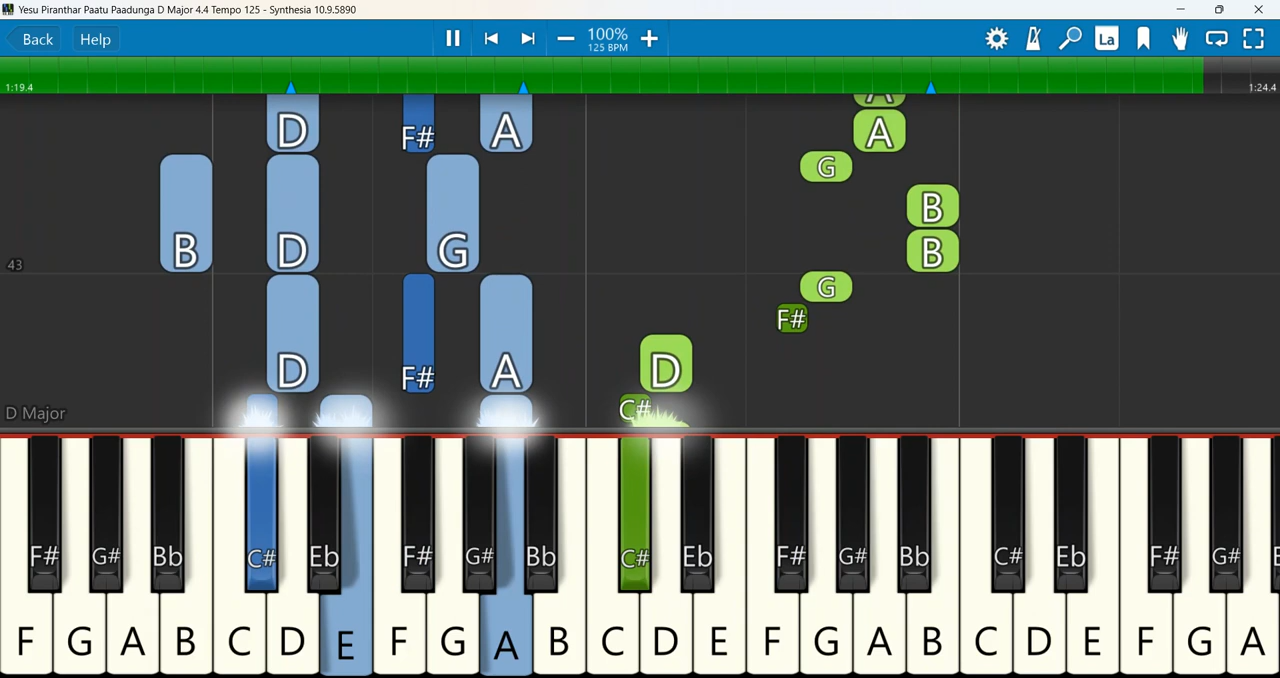 Yesu Piranthar Paatu Paadunga D Major 4.4 Tempo 125 - Synthesia 10.9.5890
Back Help 100% La
125 BPM
1:19.4 1:24.4
A
D F# A A
G
B
B D G B
43
G
F#
D F# A D
D Major C#
F# G# Bb C# Eb F# G# Bb C# Eb F# G# Bb C# Eb F# G#
F G A B C D E F G A B C D E F G A B C D E F G A